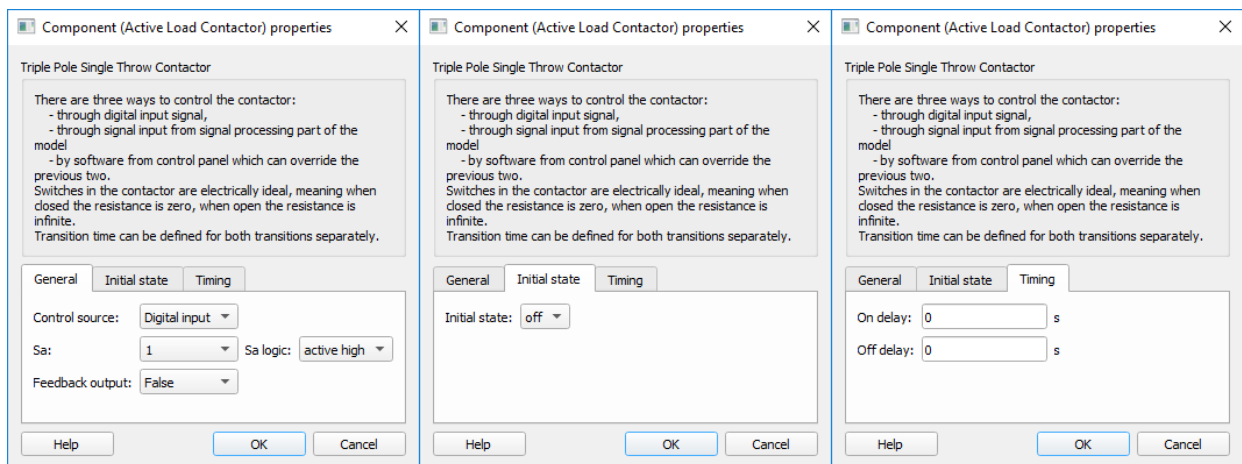 Component (Active Load Contactor) properties
Triple Pole Single Throw Contactor
There are three ways to control the contactor:
- through digital input signal,
- through signal input from signal processing part of the
model
- by software from control panel which can override the
previous two.
Switches in the contactor are electrically ideal, meaning when
closed the resistance is zero, when open the resistance is
infinite.
Transition time can be defined for both transitions separately.
General Initial state Timing
Control source: Digital input
Sa: 1 Sa logic: active high
Feedback output: False
Help OK Cancel
Component (Active Load Contactor) properties
Triple Pole Single Throw Contactor
There are three ways to control the contactor:
- through digital input signal,
- through signal input from signal processing part of the
model
- by software from control panel which can override the
previous two.
Switches in the contactor are electrically ideal, meaning when
closed the resistance is zero, when open the resistance is
infinite.
Transition time can be defined for both transitions separately.
General Initial state Timing
Initial state: off
Help OK Cancel
Component (Active Load Contactor) properties
Triple Pole Single Throw Contactor
There are three ways to control the contactor:
- through digital input signal,
- through signal input from signal processing part of the
model
- by software from control panel which can override the
previous two.
Switches in the contactor are electrically ideal, meaning when
closed the resistance is zero, when open the resistance is
infinite.
Transition time can be defined for both transitions separately.
General Initial state Timing
On delay: 0 s
Off delay: 0 s
Help OK Cancel